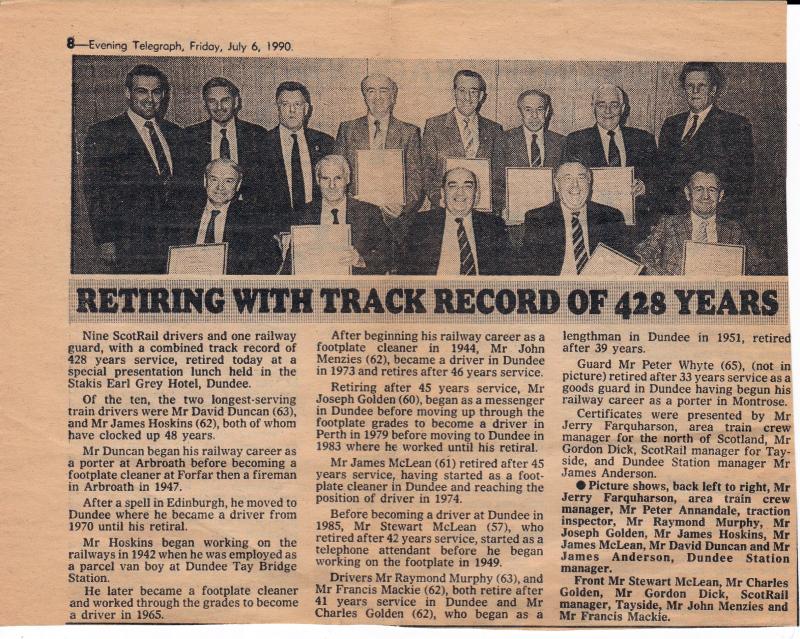 8—Evening Telegraph, Friday, July 6, 1990.
RETIRING WITH TRACK RECORD OF 428 YEARS
Nine ScotRail drivers and one railway
guard, with a combined track record of
428 years service, retired today at a
special presentation lunch held in the
Stakis Earl Grey Hotel, Dundee.
Of the ten, the two longest-serving
train drivers were Mr David Duncan (63)
and Mr James Hoskins (62), both of whom
have clocked up 48 years.
Mr Duncan began his railway career as
a porter at Arbroath before becoming a
footplate cleaner at Forfar then a fireman
in Arbroath in 1947.
After a spell in Edinburgh, he moved to
Dundee where he became a driver from
1970 until his retiral.
Mr Hoskins began working on the
railways in 1942 when he was employed as
a parcel van boy at Dundee Tay Bridge
Station.
He later became a footplate cleaner
and worked through the grades to become
a driver in 1965.
After beginning his railway career as a
footplate cleaner in 1944, Mr John
Menzies (62), became a driver in Dundee
in 1973 and retires after 46 years service.
Retiring after 45 years service, Mr
Joseph Golden (60), began as a messenger
in Dundee before moving up through the
footplate grades to become a driver in
Perth in 1979 before moving to Dundee in
1983 where he worked until his retiral.
Mr James McLean (61) retired after 45
years service, having started as a foot-
plate cleaner in Dundee and reaching the
position of driver in 1974.
Before becoming a driver at Dundee in
1985, Mr Stewart McLean (57), who
retired after 42 years service, started as a
telephone attendant before he began
working on the footplate in 1949.
Drivers Mr Raymond Murphy (63), and
Mr Francis Mackie (62), both retire after
41 years service in Dundee and Mr
Charles Golden (62), who began as a
lengthman in Dundee in 1951, retired
after 39 years.
Guard Mr Peter Whyte (65), (not in
picture) retired after 33 years service as a
goods guard in Dundee having begun his
railway career as a porter in Montrose.
Certificates were presented by Mr
Jerry Farquharson, area train crew
manager for the north of Scotland, Mr
Gordon Dick, ScotRail manager for Tay-
side, and Dundee Station manager Mr
James Anderson.
● Picture shows, back left to right, Mr
Jerry Farquharson, area train crew
manager, Mr Peter Annandale, traction
inspector, Mr Raymond Murphy, Mr
Joseph Golden, Mr James Hoskins, Mr
James McLean, Mr David Duncan and Mr
James Anderson, Dundee Station
manager.
Front Mr Stewart McLean, Mr Charles
Golden, Mr Gordon Dick, ScotRail
manager, Tayside, Mr John Menzies and
Mr Francis Mackie.